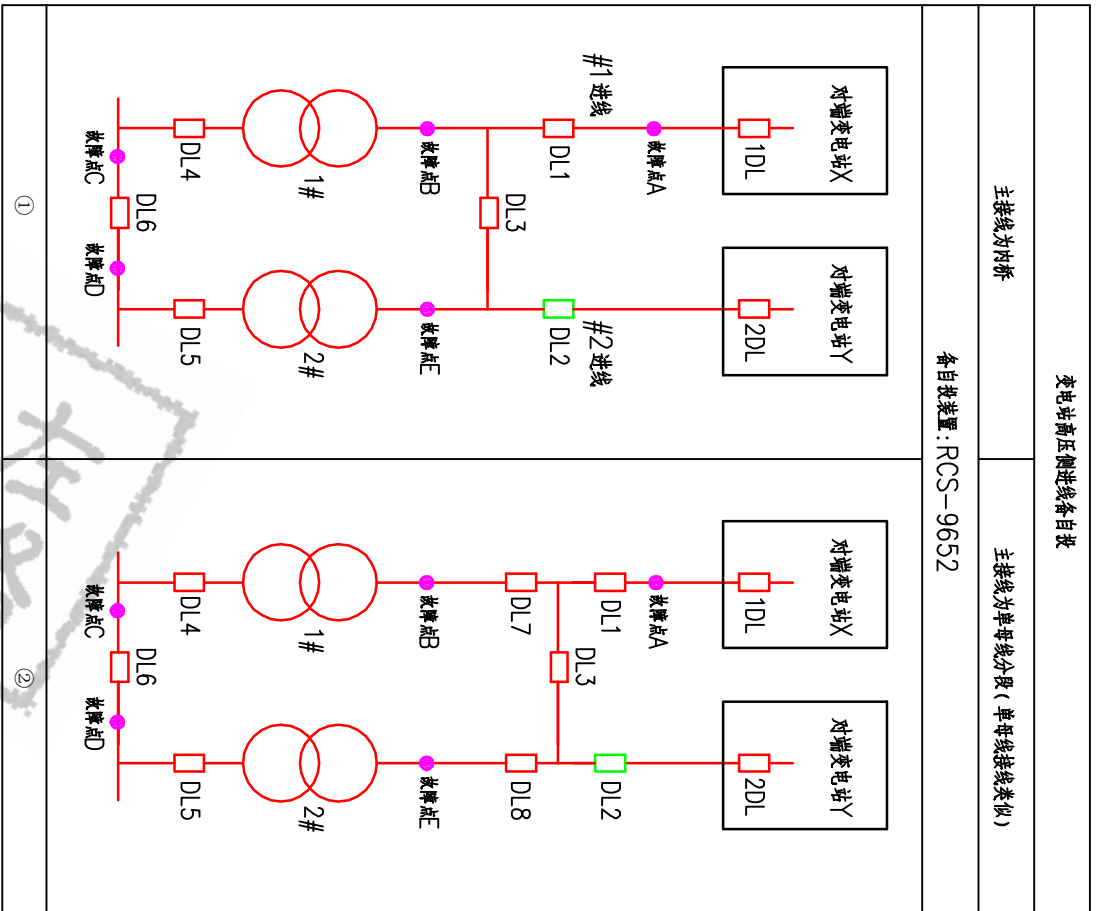 变电站高压侧进线备自投
主接线为内桥
主接线为单母线分段(单母线接线类似)
备自投装置:RCS-9652
对端变电站X
1DL
对端变电站Y
2DL
#1进线
故障点A
DL1
#2进线
DL2
DL3
故障点B
故障点E
1#
2#
DL4
DL5
故障点C
DL6
故障点D
①
对端变电站X
1DL
对端变电站Y
2DL
故障点A
DL1
DL2
DL3
DL7
DL8
故障点B
故障点E
1#
2#
DL4
DL5
故障点C
DL6
故障点D
②